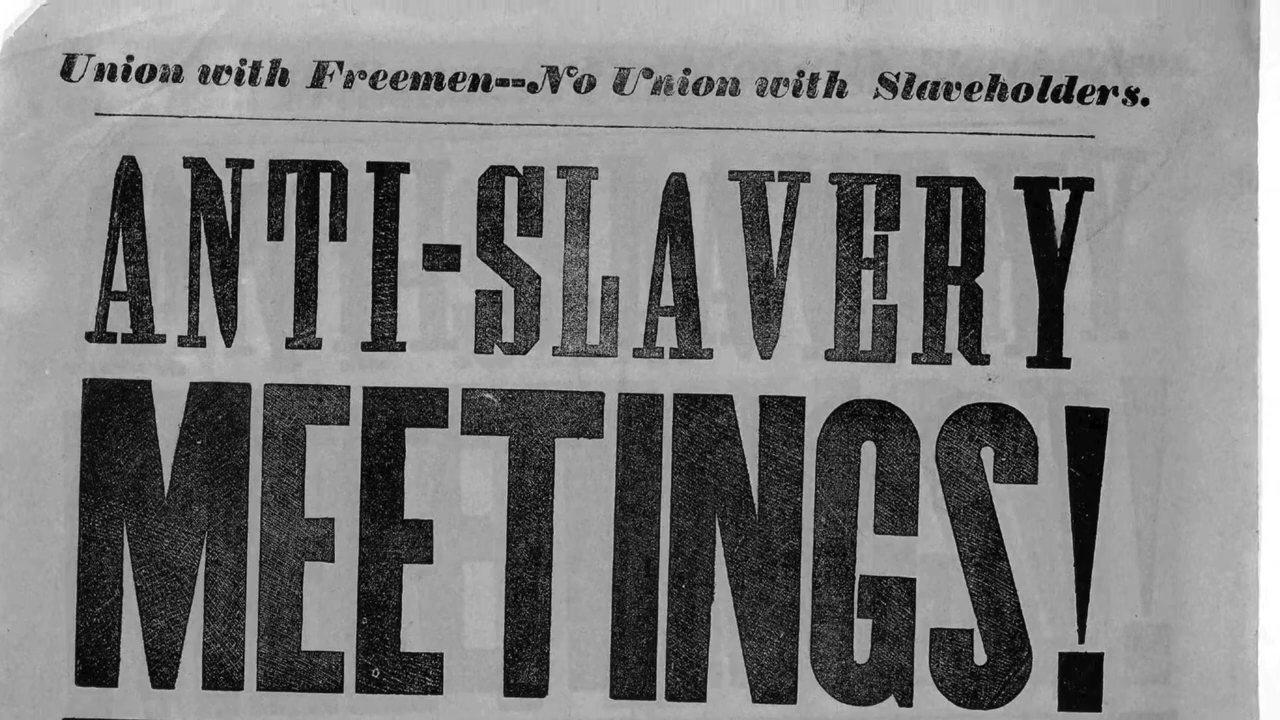 Union with Freemen--No Union with Slaveholders.
ANTI-SLAVERY
MEETINGS!